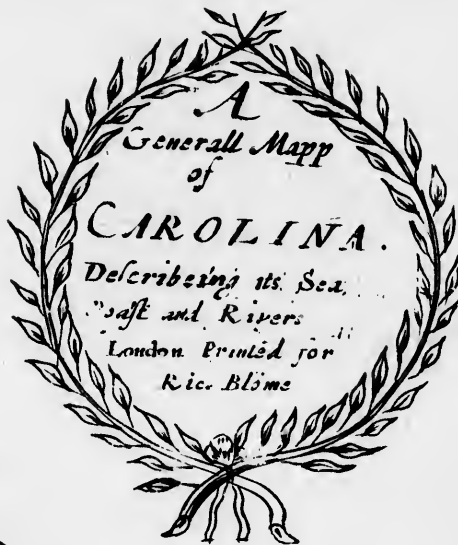 A
Generall Mapp
of
CAROLINA.
Describeing its Sea
Coast and Rivers
London Printed for
Ric. Blome